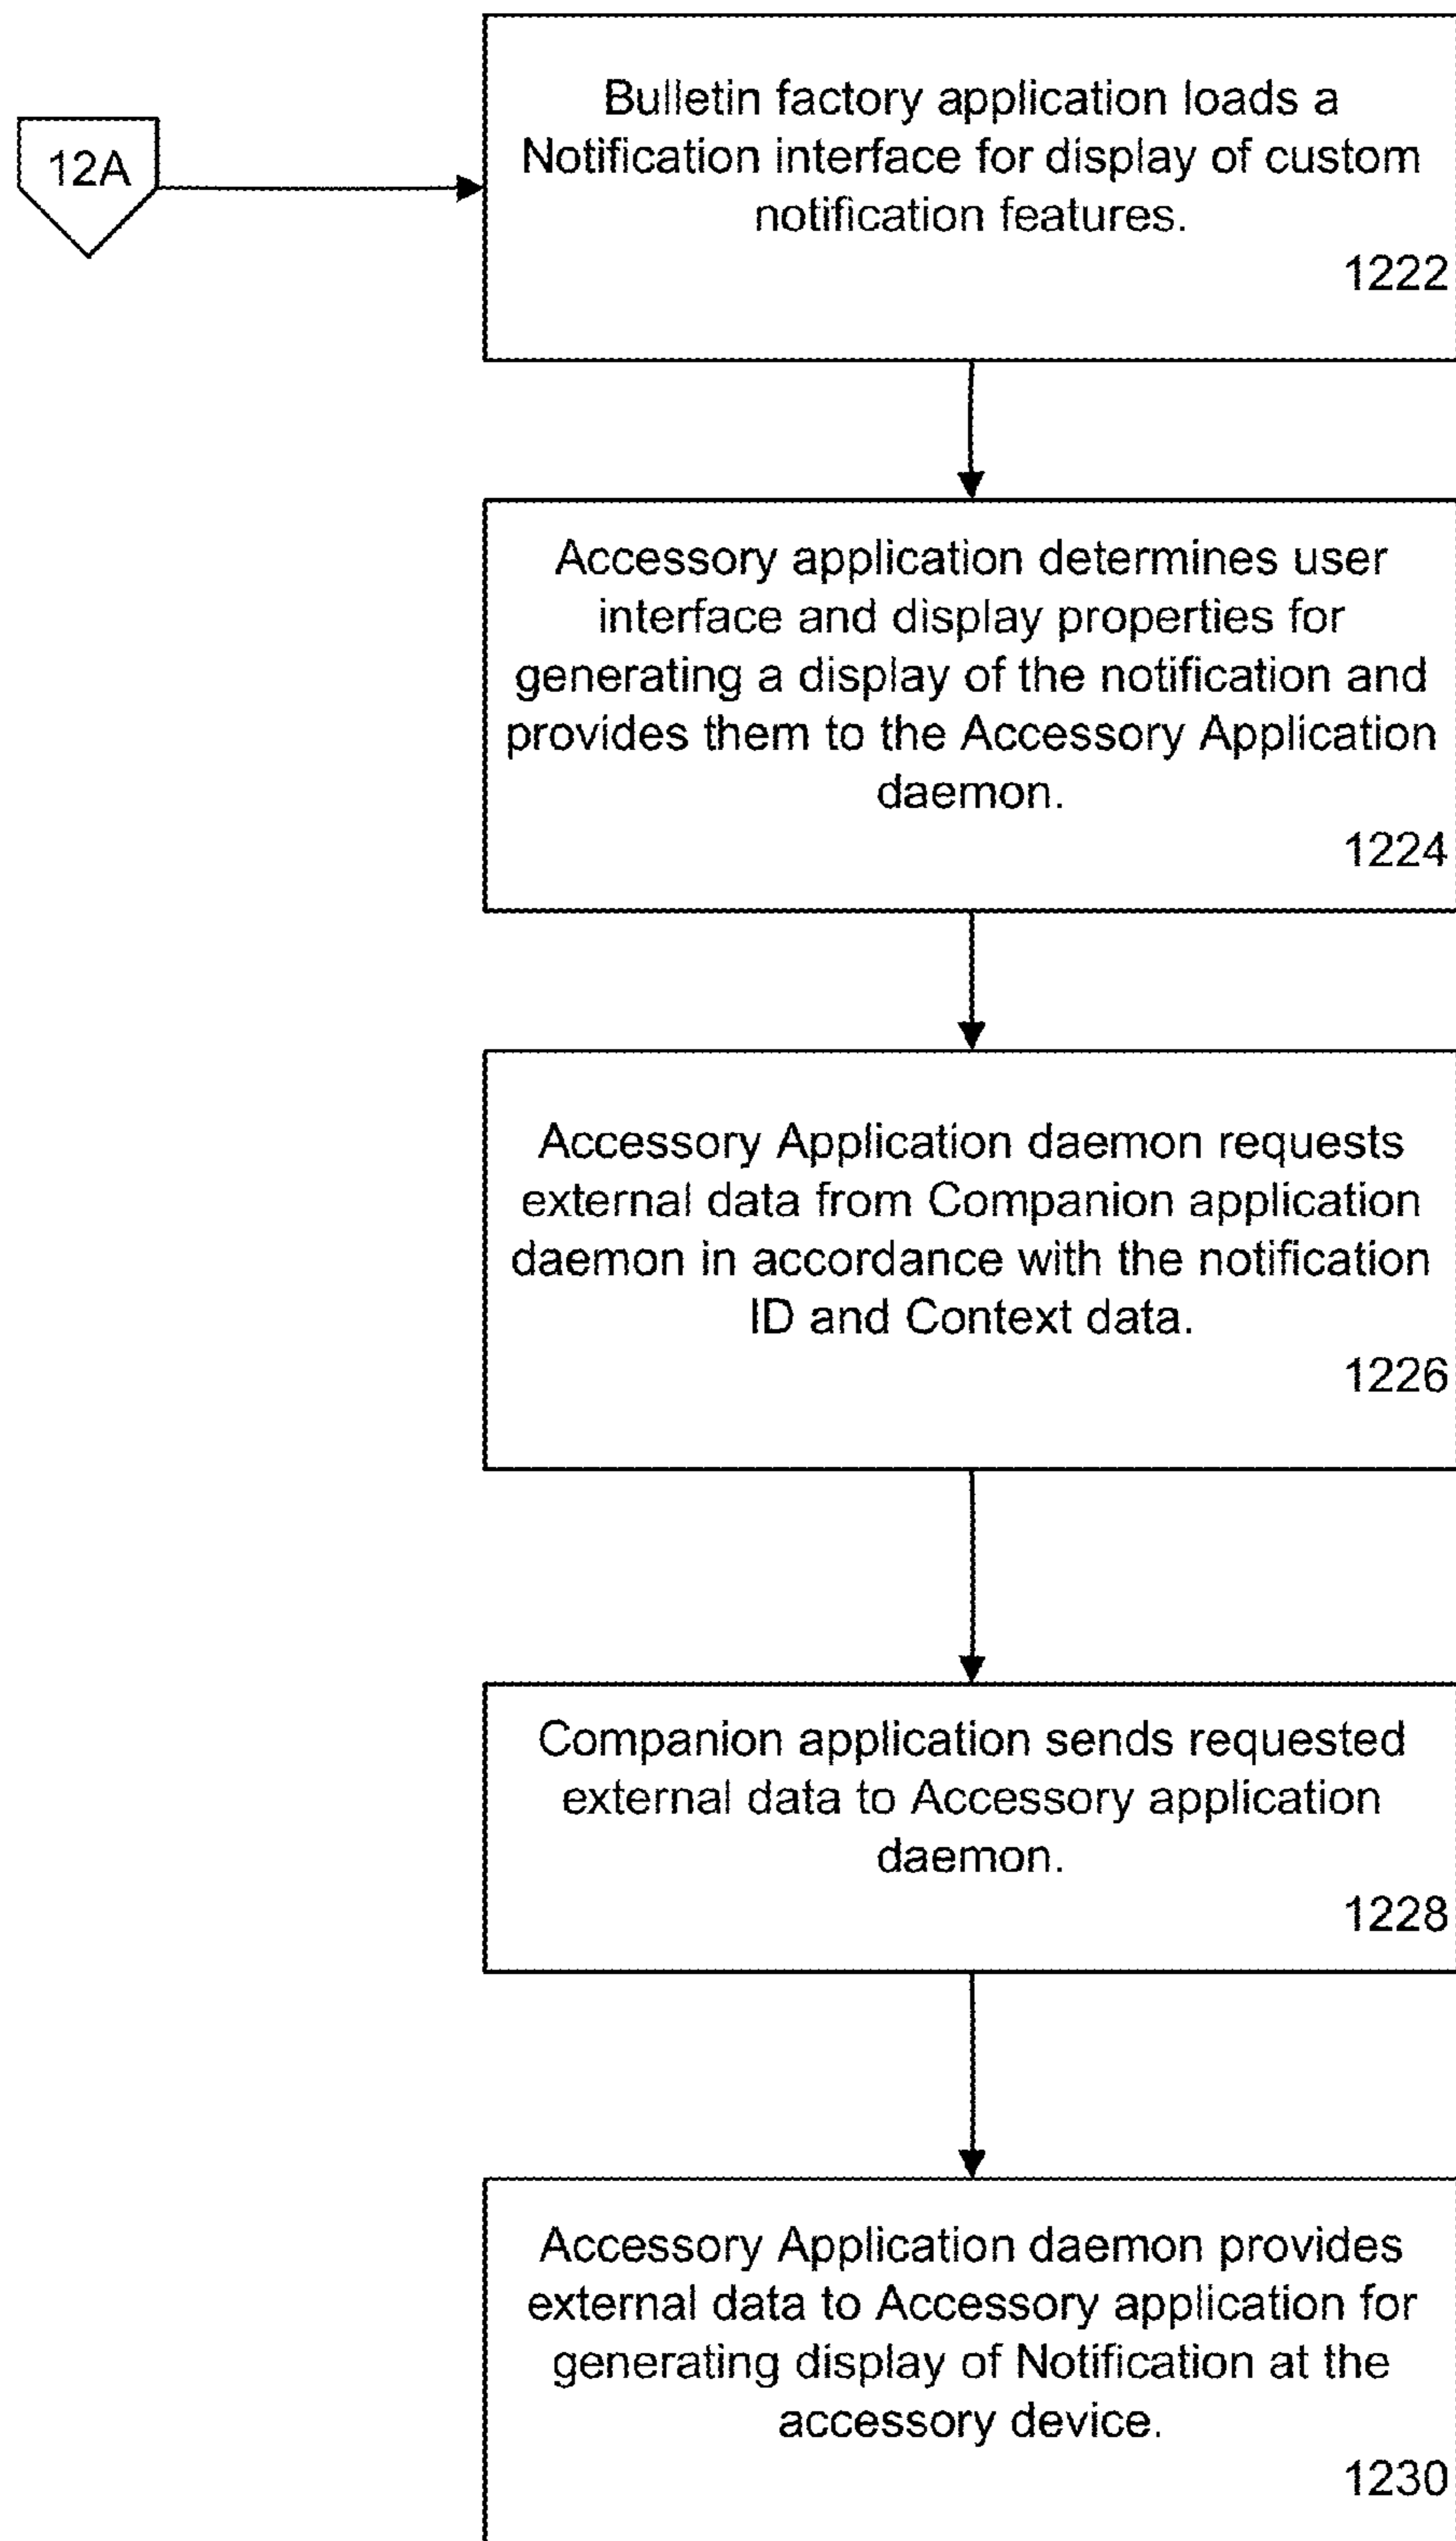 12A
Bulletin factory application loads a
Notification interface for display of custom
notification features.
1222
Accessory application determines user
interface and display properties for
generating a display of the notification and
provides them to the Accessory Application
daemon.
1224
Accessory Application daemon requests
external data from Companion application
daemon in accordance with the notification
ID and Context data.
1226
Companion application sends requested
external data to Accessory application
daemon.
1228
Accessory Application daemon provides
external data to Accessory application for
generating display of Notification at the
accessory device.
1230